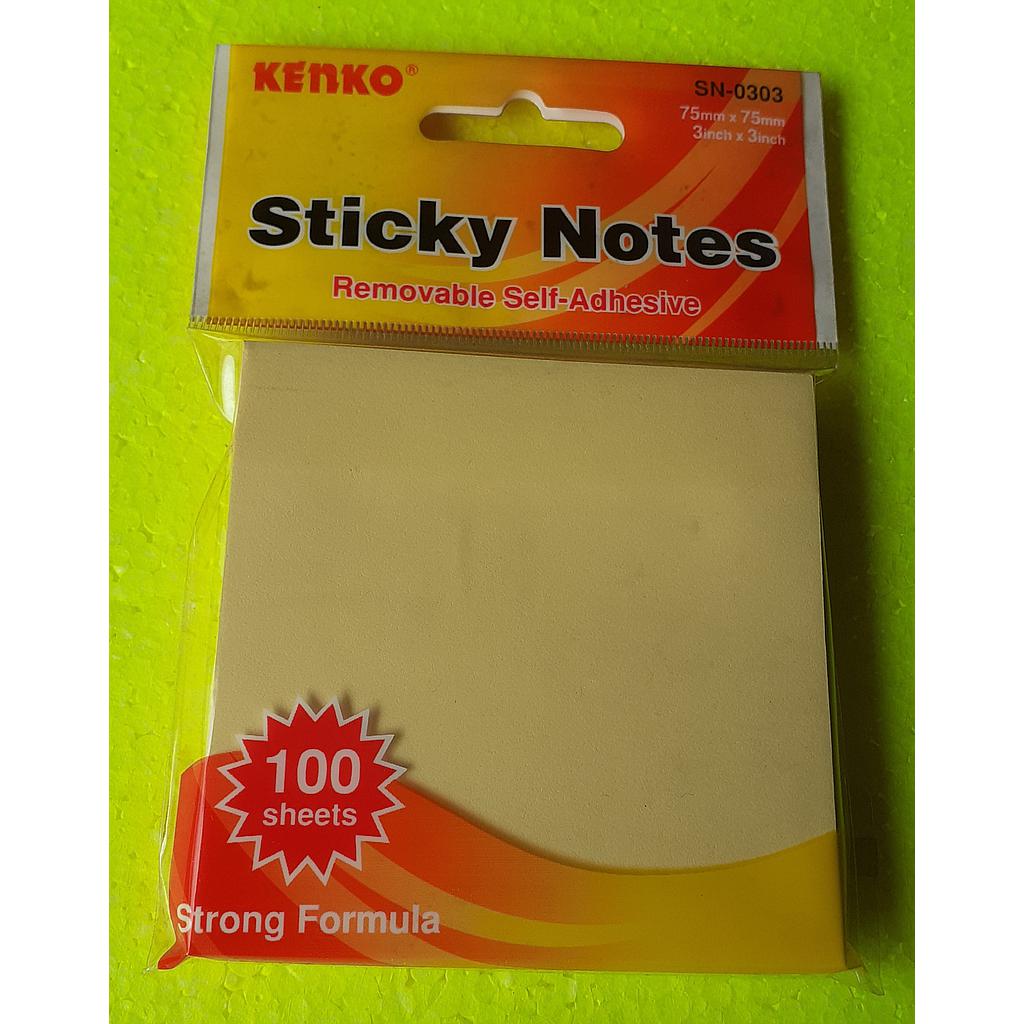 KENKO®
SN-0303
75mm x 75mm
3inch x 3inch
Sticky Notes
Removable Self-Adhesive
100
sheets
Strong Formula